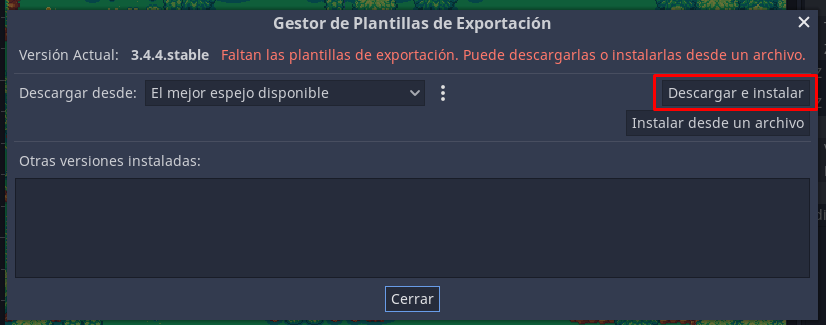 Gestor de Plantillas de Exportación
Versión Actual: 3.4.4.stable Faltan las plantillas de exportación. Puede descargarlas o instalarlas desde un archivo.
Descargar desde: El mejor espejo disponible Descargar e instalar
Instalar desde un archivo
Otras versiones instaladas:
Cerrar